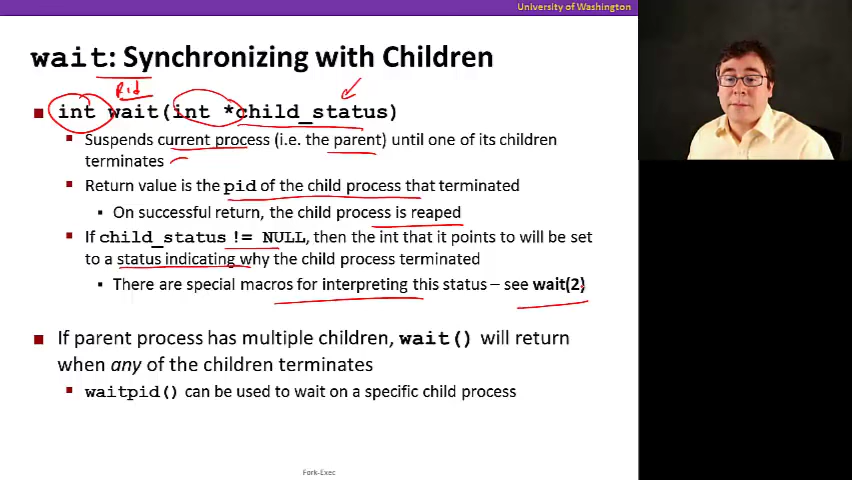 University of Washington
wait: Synchronizing with Children
Pid
int wait(int *child_status)
Suspends current process (i.e. the parent) until one of its children
terminates
Return value is the pid of the child process that terminated
On successful return, the child process is reaped
If child_status != NULL, then the int that it points to will be set
to a status indicating why the child process terminated
There are special macros for interpreting this status – see wait(2)
If parent process has multiple children, wait() will return
when any of the children terminates
waitpid() can be used to wait on a specific child process
Fork-Exec